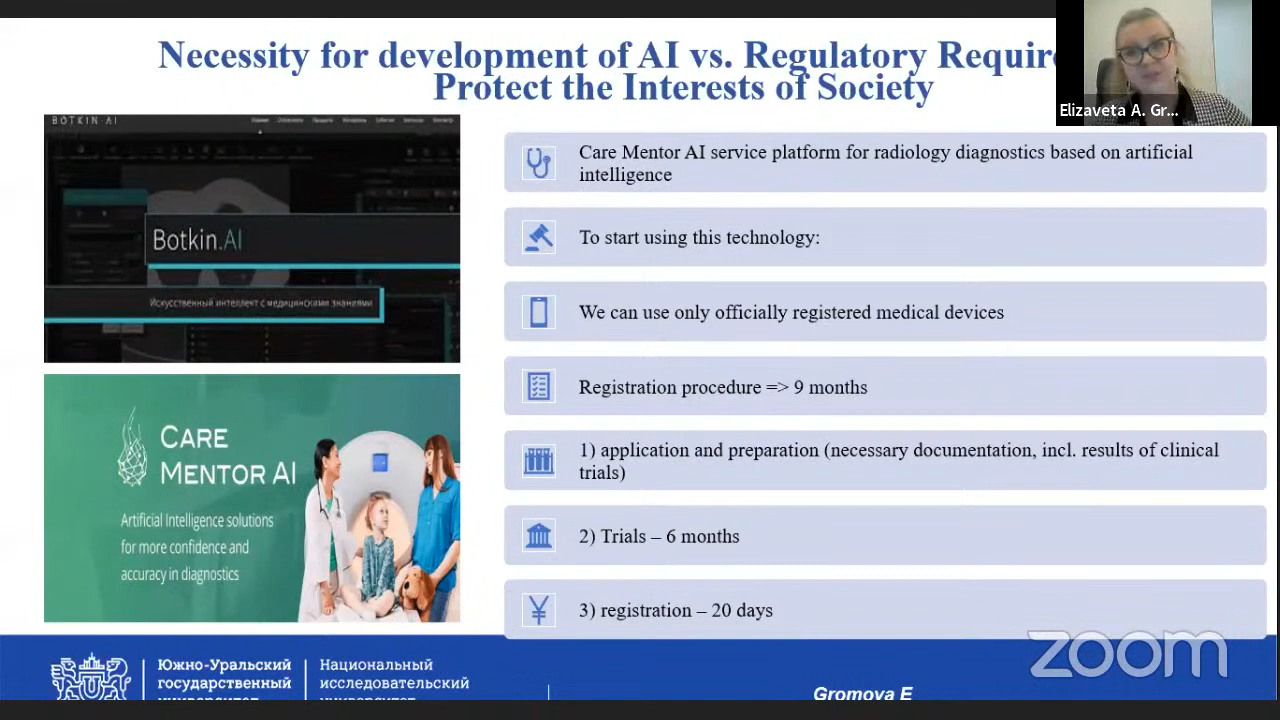 Necessity for development of AI vs. Regulatory Require
Protect the Interests of Society
Elizaveta A. Gr...
BOTKIN.AI
Botkin.AI
Искусственный интеллект с медицинскими знаниями
CARE
MENTOR AI
Artificial Intelligence solutions
for more confidence and
accuracy in diagnostics
Care Mentor AI service platform for radiology diagnostics based on artificial
intelligence
To start using this technology:
We can use only officially registered medical devices
Registration procedure => 9 months
1) application and preparation (necessary documentation, incl. results of clinical
trials)
2) Trials – 6 months
3) registration – 20 days
zoom
Южно-Уральский
государственный
университет
Национальный
исследовательский
университет
Gromova E